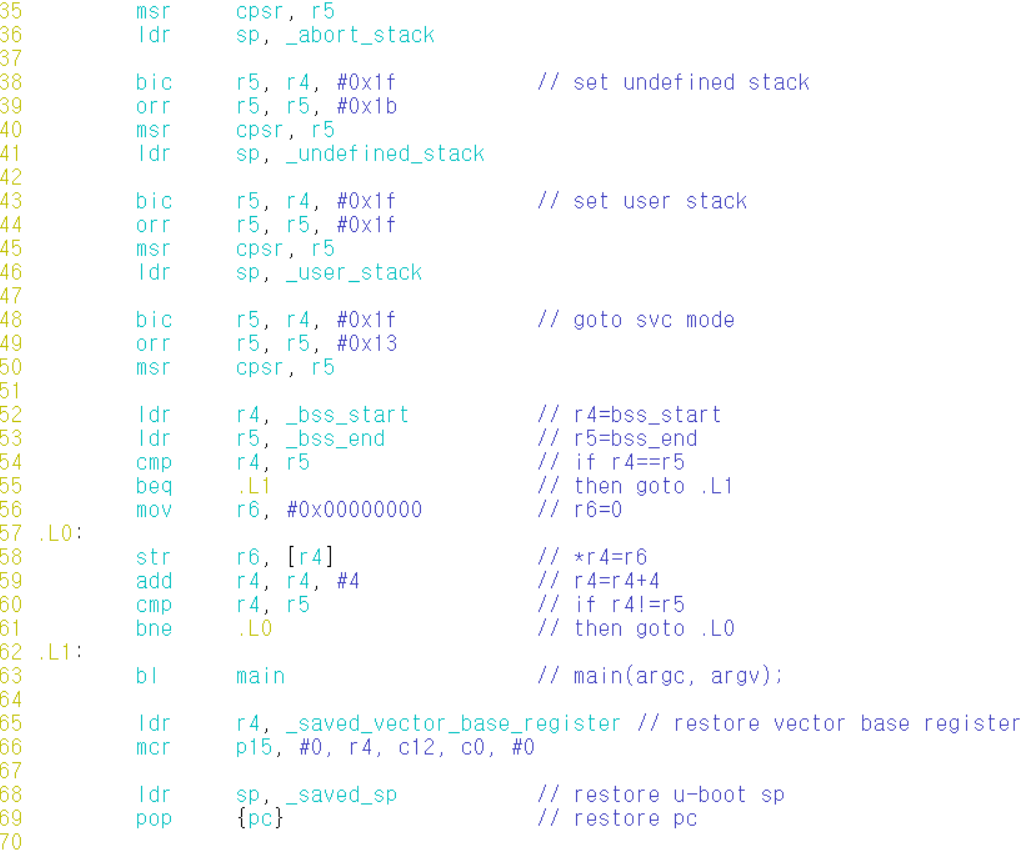 35         msr     cpsr, r5
36         ldr     sp, _abort_stack
37
38         bic     r5, r4, #0x1f           // set undefined stack
39         orr     r5, r5, #0x1b
40         msr     cpsr, r5
41         ldr     sp, _undefined_stack
42
43         bic     r5, r4, #0x1f           // set user stack
44         orr     r5, r5, #0x1f
45         msr     cpsr, r5
46         ldr     sp, _user_stack
47
48         bic     r5, r4, #0x1f           // goto svc mode
49         orr     r5, r5, #0x13
50         msr     cpsr, r5
51
52         ldr     r4, _bss_start          // r4=bss_start
53         ldr     r5, _bss_end            // r5=bss_end
54         cmp     r4, r5                  // if r4==r5
55         beq     .L1                     // then goto .L1
56         mov     r6, #0x00000000         // r6=0
57 .L0:
58         str     r6, [r4]                // *r4=r6
59         add     r4, r4, #4              // r4=r4+4
60         cmp     r4, r5                  // if r4!=r5
61         bne     .L0                     // then goto .L0
62 .L1:
63         bl      main                    // main(argc, argv);
64
65         ldr     r4, _saved_vector_base_register // restore vector base register
66         mcr     p15, #0, r4, c12, c0, #0
67
68         ldr     sp, _saved_sp           // restore u-boot sp
69         pop     {pc}                    // restore pc
70